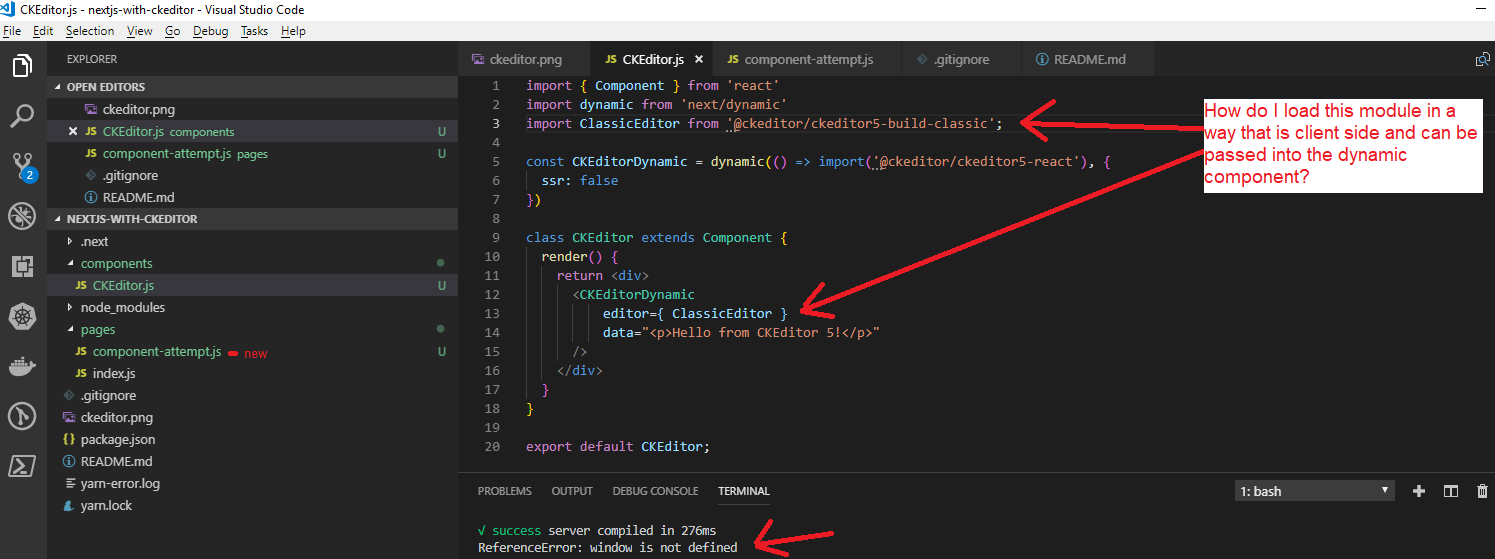 CKEditor.js - nextjs-with-ckeditor - Visual Studio Code
File Edit Selection View Go Debug Tasks Help
EXPLORER
OPEN EDITORS
ckeditor.png
CKEditor.js components U
component-attempt.js pages U
.gitignore
README.md
NEXTJS-WITH-CKEDITOR
.next
components
JS CKEditor.js U
node_modules
pages
JS component-attempt.js new U
JS index.js
.gitignore
ckeditor.png
{} package.json
README.md
yarn-error.log
yarn.lock
2
ckeditor.png JS CKEditor.js × JS component-attempt.js .gitignore README.md
1 import { Component } from 'react'
2 import dynamic from 'next/dynamic'
3 import ClassicEditor from '@ckeditor/ckeditor5-build-classic';
4
5 const CKEditorDynamic = dynamic(() => import('@ckeditor/ckeditor5-react'), {
6 ssr: false
7 })
8
9 class CKEditor extends Component {
10 render() {
11 return <div>
12 <CKEditorDynamic
13 editor={ ClassicEditor }
14 data="<p>Hello from CKEditor 5!</p>"
15 />
16 </div>
17 }
18 }
19
20 export default CKEditor;
How do I load this module in a
way that is client side and can be
passed into the dynamic
component?
PROBLEMS OUTPUT DEBUG CONSOLE TERMINAL 1: bash
√ success server compiled in 276ms
ReferenceError: window is not defined